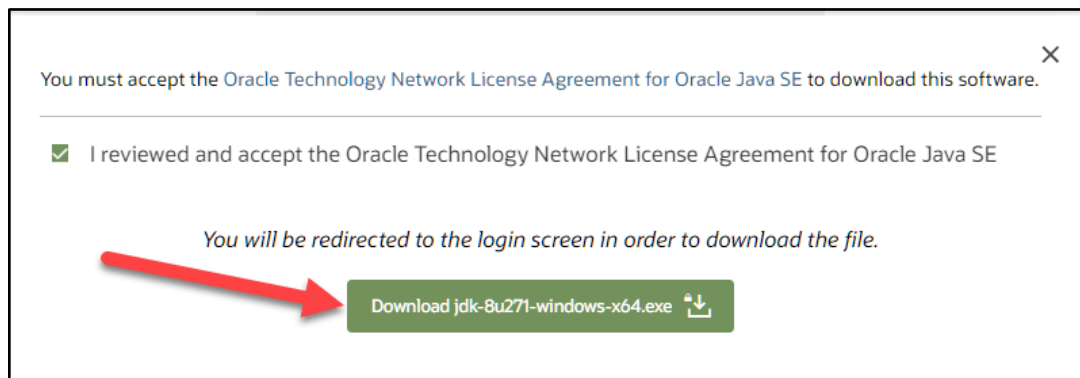 You must accept the Oracle Technology Network License Agreement for Oracle Java SE to download this software.
I reviewed and accept the Oracle Technology Network License Agreement for Oracle Java SE
You will be redirected to the login screen in order to download the file.
Download jdk-8u271-windows-x64.exe